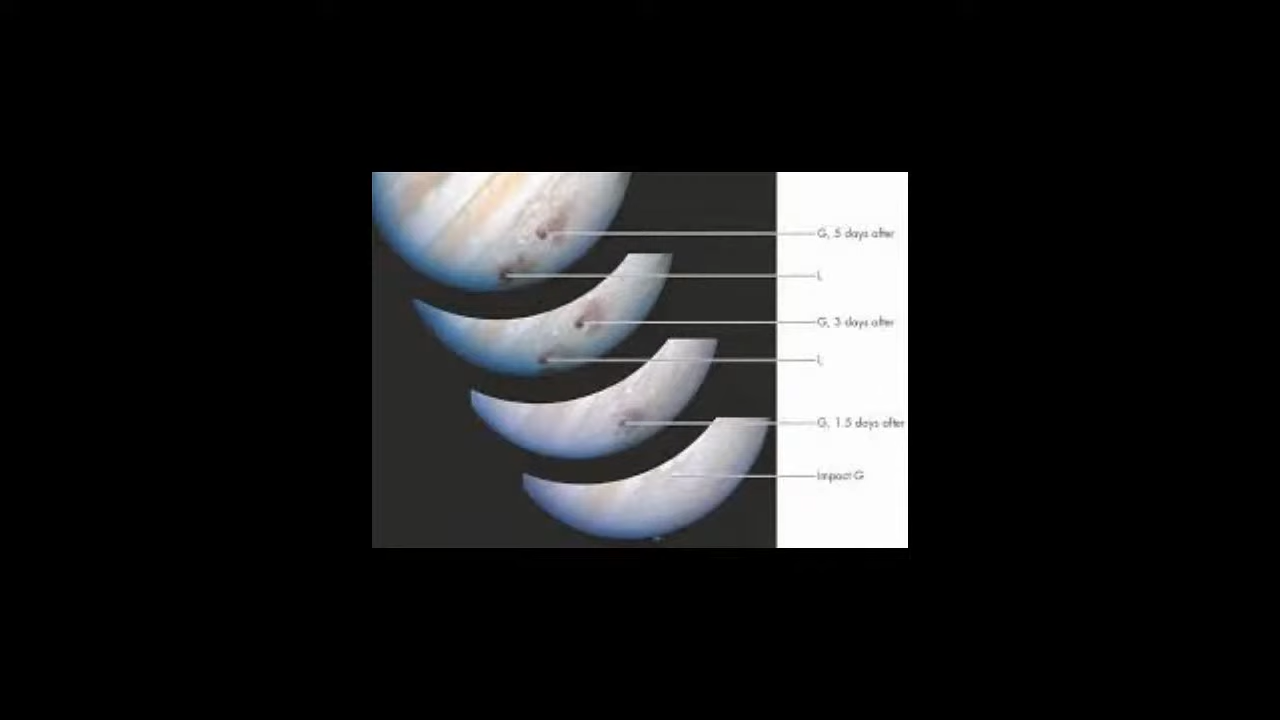 G, 5 days after
L
G, 3 days after
L
G, 1.5 days after
Impact G